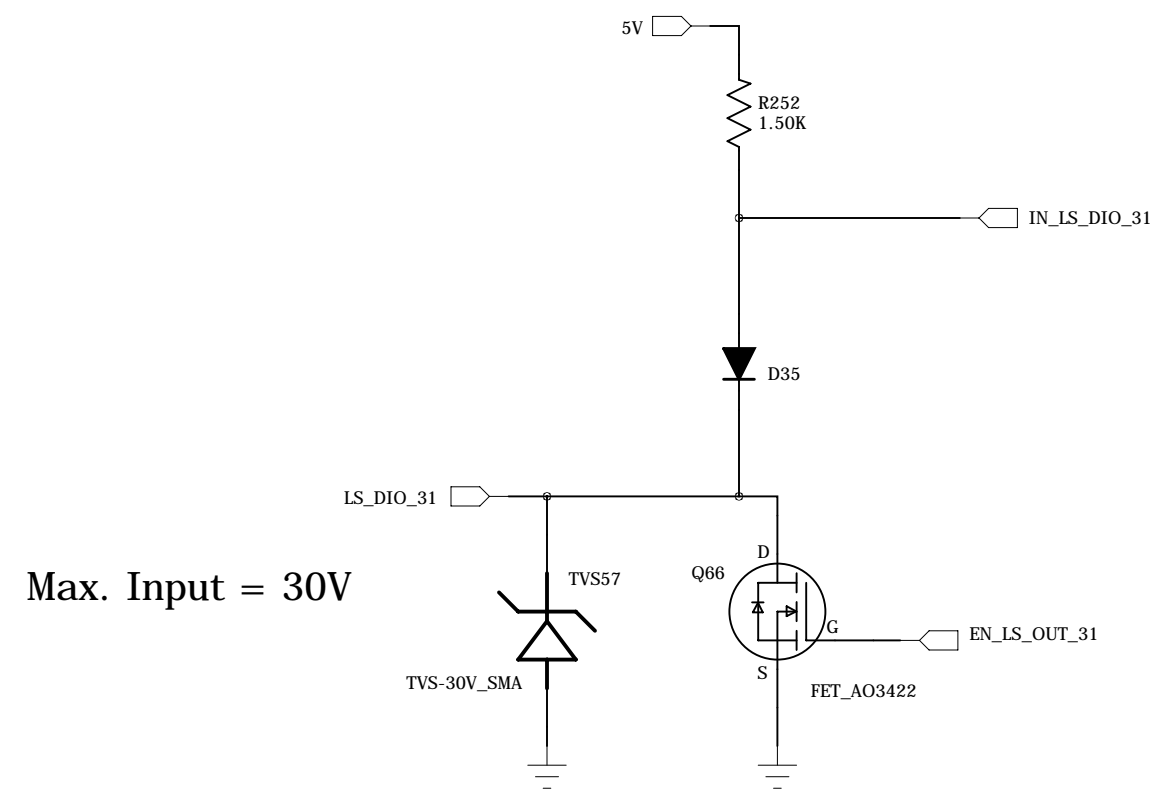 5V
R252
1.50K
IN_LS_DIO_31
D35
LS_DIO_31
D
Q66
TVS57
Max. Input = 30V
G
EN_LS_OUT_31
S
TVS-30V_SMA
FET_AO3422